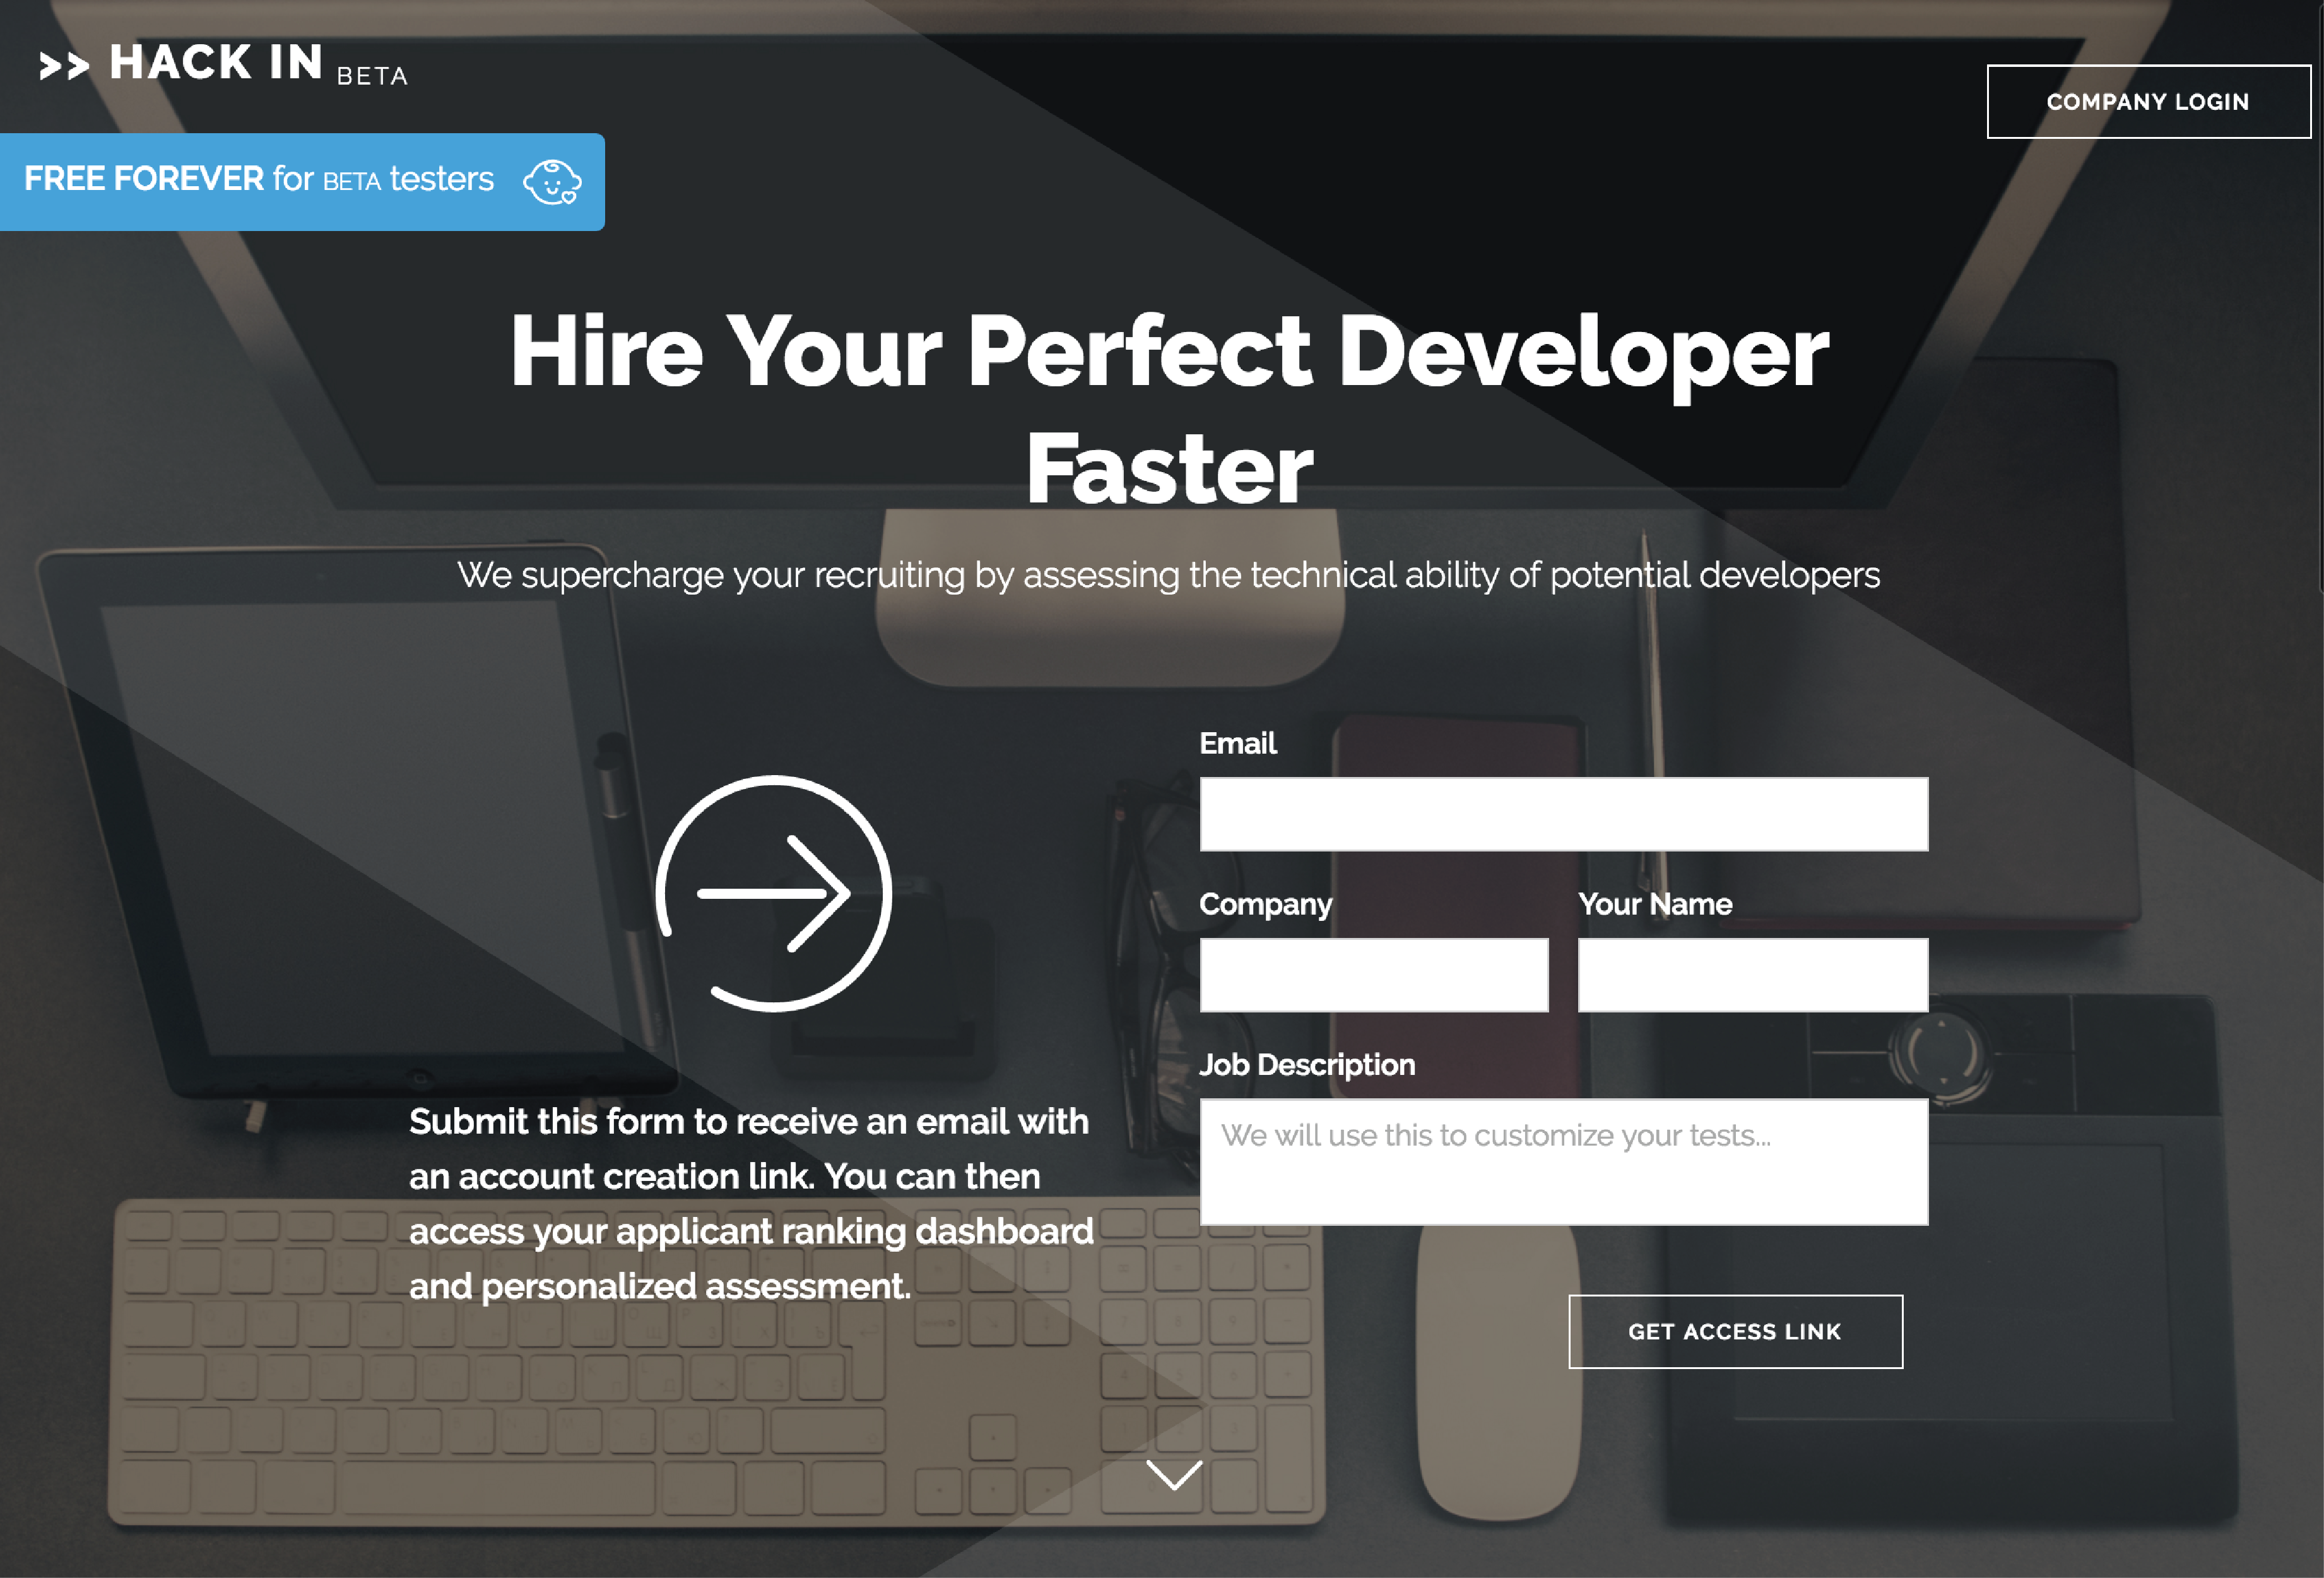 >> HACK IN BETA
COMPANY LOGIN
FREE FOREVER for BETA testers
Hire Your Perfect Developer
Faster
We supercharge your recruiting by assessing the technical ability of potential developers
Email
Company
Your Name
Job Description
We will use this to customize your tests...
Submit this form to receive an email with
an account creation link. You can then
access your applicant ranking dashboard
and personalized assessment.
GET ACCESS LINK